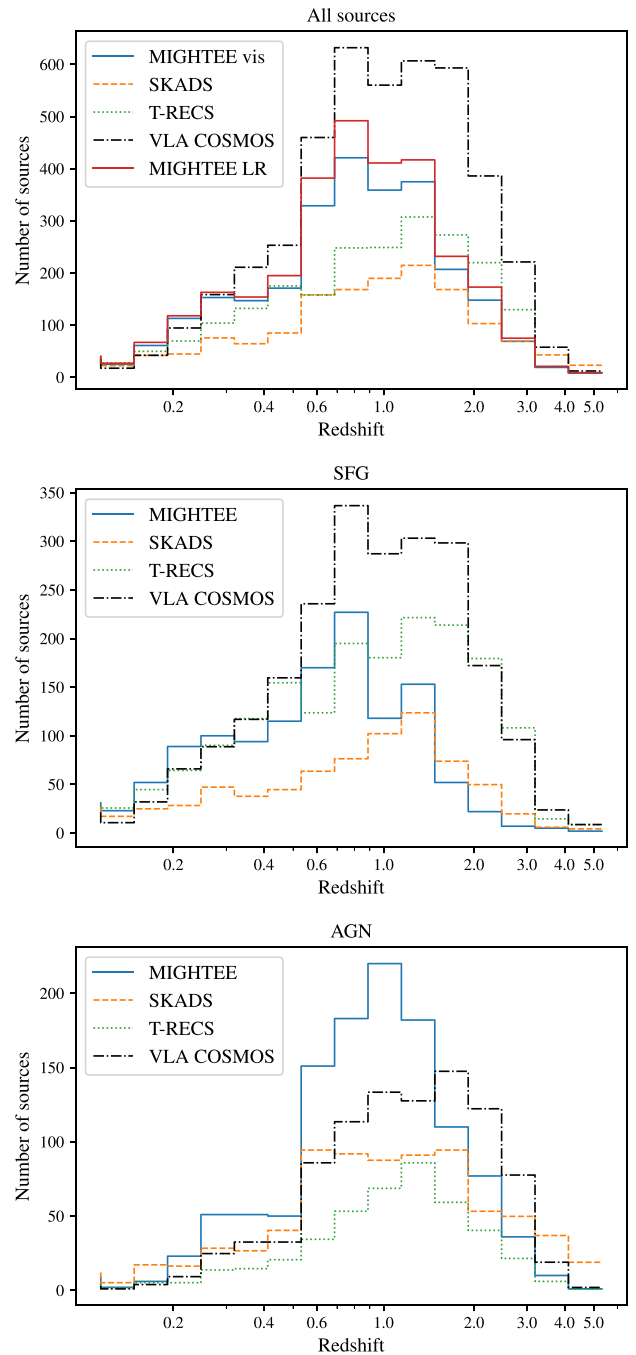 All sources
Number of sources
600
500
400
300
200
100
0
MIGHTEE vis
SKADS
T-RECS
VLA COSMOS
MIGHTEE LR
0.2 0.4 0.6 1.0 2.0 3.0 4.0 5.0
Redshift
SFG
Number of sources
350
300
250
200
150
100
50
0
MIGHTEE
SKADS
T-RECS
VLA COSMOS
0.2 0.4 0.6 1.0 2.0 3.0 4.0 5.0
Redshift
AGN
Number of sources
200
150
100
50
0
MIGHTEE
SKADS
T-RECS
VLA COSMOS
0.2 0.4 0.6 1.0 2.0 3.0 4.0 5.0
Redshift